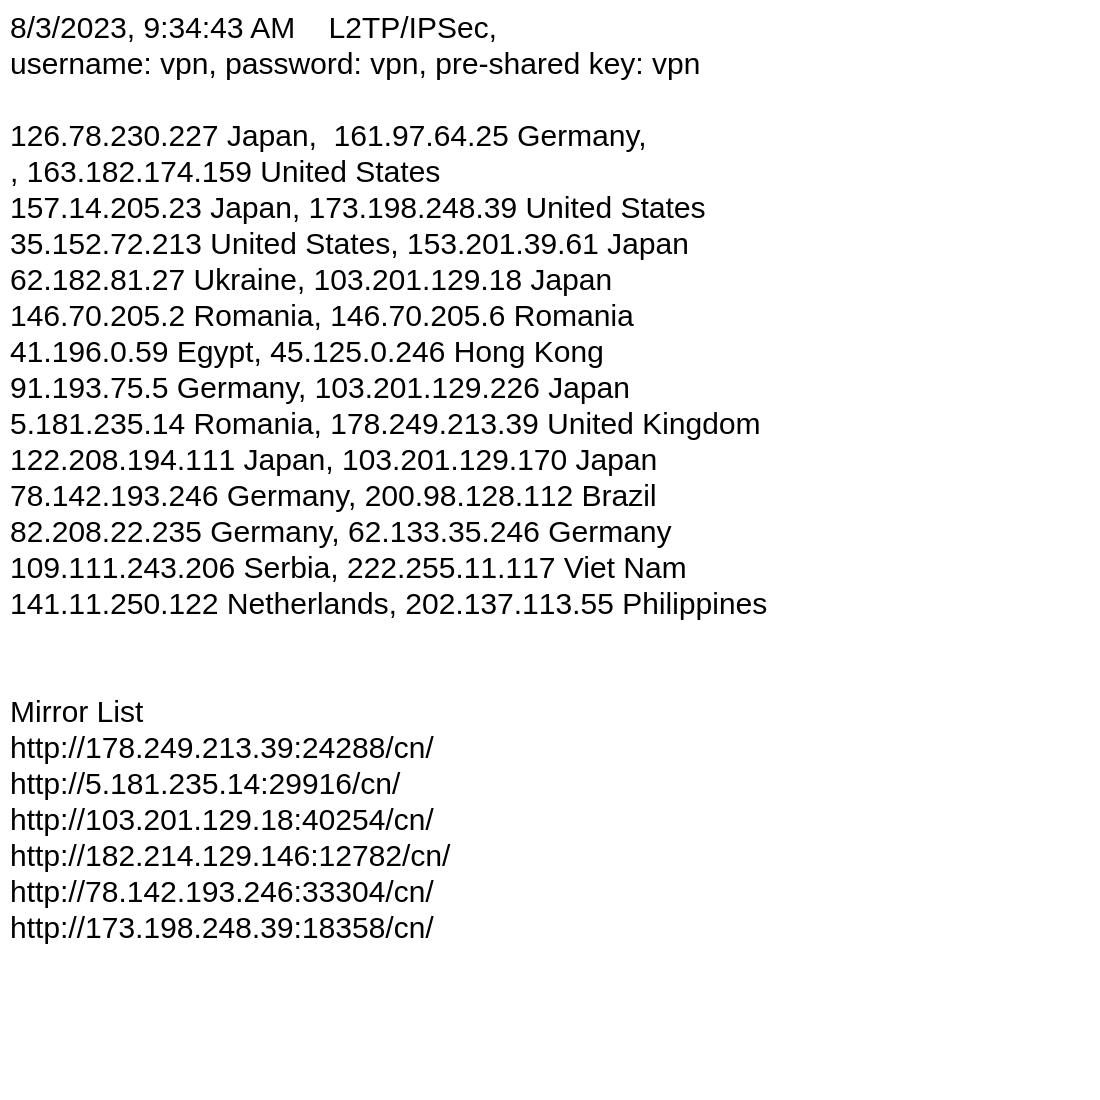 8/3/2023, 9:34:43 AM    L2TP/IPSec,
username: vpn, password: vpn, pre-shared key: vpn
126.78.230.227 Japan,  161.97.64.25 Germany,
, 163.182.174.159 United States
157.14.205.23 Japan, 173.198.248.39 United States
35.152.72.213 United States, 153.201.39.61 Japan
62.182.81.27 Ukraine, 103.201.129.18 Japan
146.70.205.2 Romania, 146.70.205.6 Romania
41.196.0.59 Egypt, 45.125.0.246 Hong Kong
91.193.75.5 Germany, 103.201.129.226 Japan
5.181.235.14 Romania, 178.249.213.39 United Kingdom
122.208.194.111 Japan, 103.201.129.170 Japan
78.142.193.246 Germany, 200.98.128.112 Brazil
82.208.22.235 Germany, 62.133.35.246 Germany
109.111.243.206 Serbia, 222.255.11.117 Viet Nam
141.11.250.122 Netherlands, 202.137.113.55 Philippines
Mirror List
http://178.249.213.39:24288/cn/
http://5.181.235.14:29916/cn/
http://103.201.129.18:40254/cn/
http://182.214.129.146:12782/cn/
http://78.142.193.246:33304/cn/
http://173.198.248.39:18358/cn/